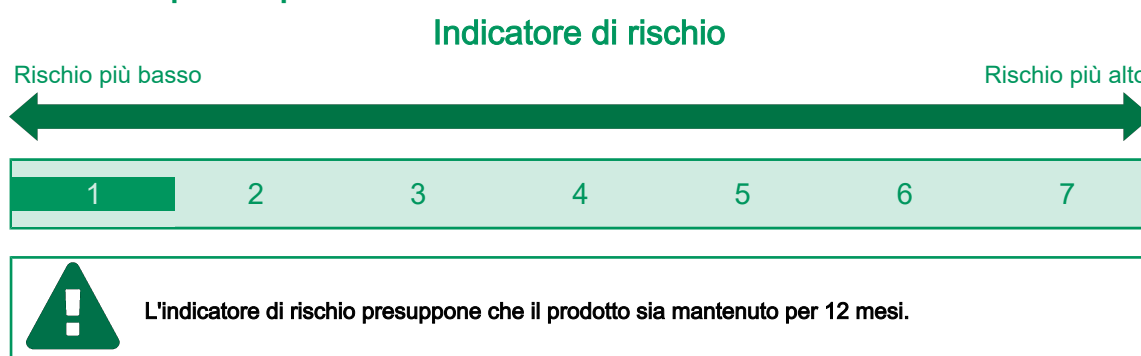 Indicatore di rischio
Rischio più basso Rischio più alto
1 2 3 4 5 6 7
L'indicatore di rischio presuppone che il prodotto sia mantenuto per 12 mesi.